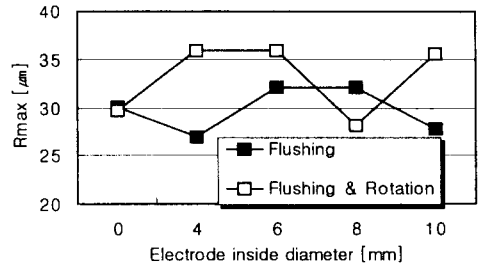 40
35
30
25
20
Rmax [㎛]
Flushing
Flushing & Rotation
0 4 6 8 10
Electrode inside diameter [mm]